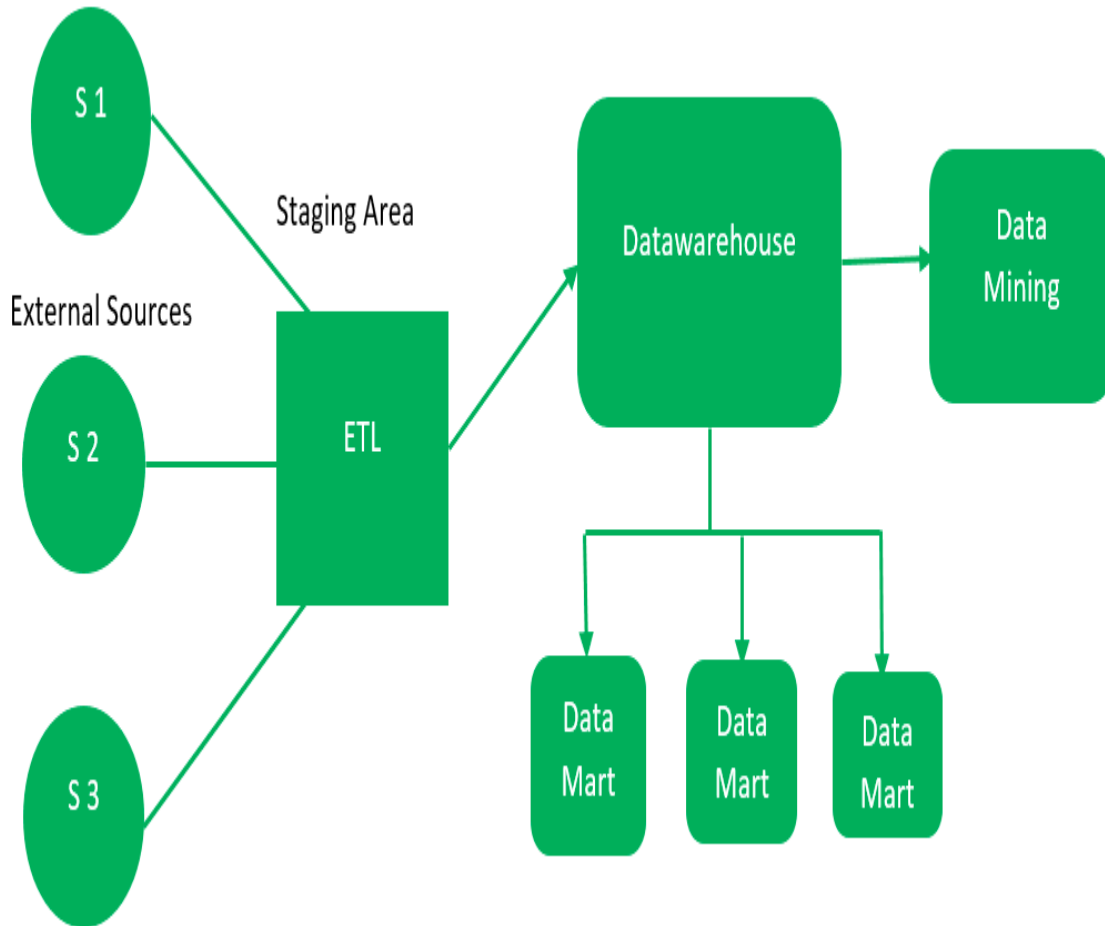 S 1
Staging Area
External Sources
S 2
ETL
S 3
Datawarehouse
Data
Mining
Data
Mart
Data
Mart
Data
Mart